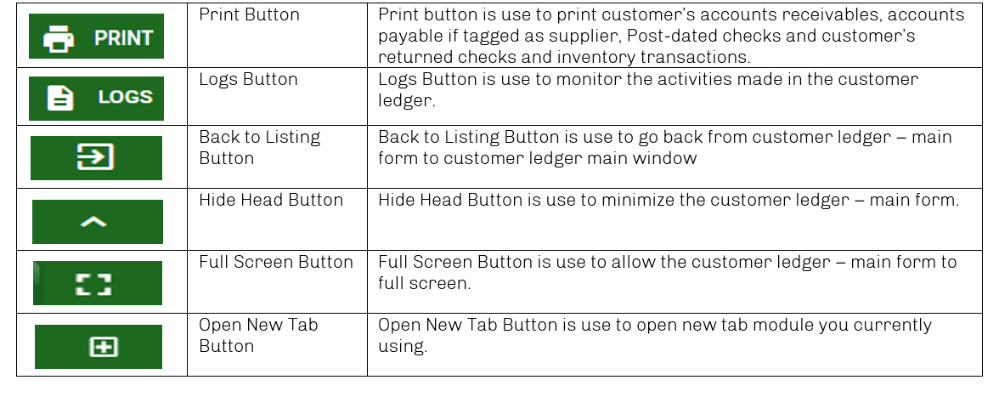 PRINT
Print Button
Print button is use to print customer's accounts receivables, accounts
payable if tagged as supplier, Post-dated checks and customer's
returned checks and inventory transactions.
LOGS
Logs Button
Logs Button is use to monitor the activities made in the customer
ledger.
Back to Listing
Button
Back to Listing Button is use to go back from customer ledger – main
form to customer ledger main window
Hide Head Button
Hide Head Button is use to minimize the customer ledger – main form.
Full Screen Button
Full Screen Button is use to allow the customer ledger – main form to
full screen.
Open New Tab
Button
Open New Tab Button is use to open new tab module you currently
using.